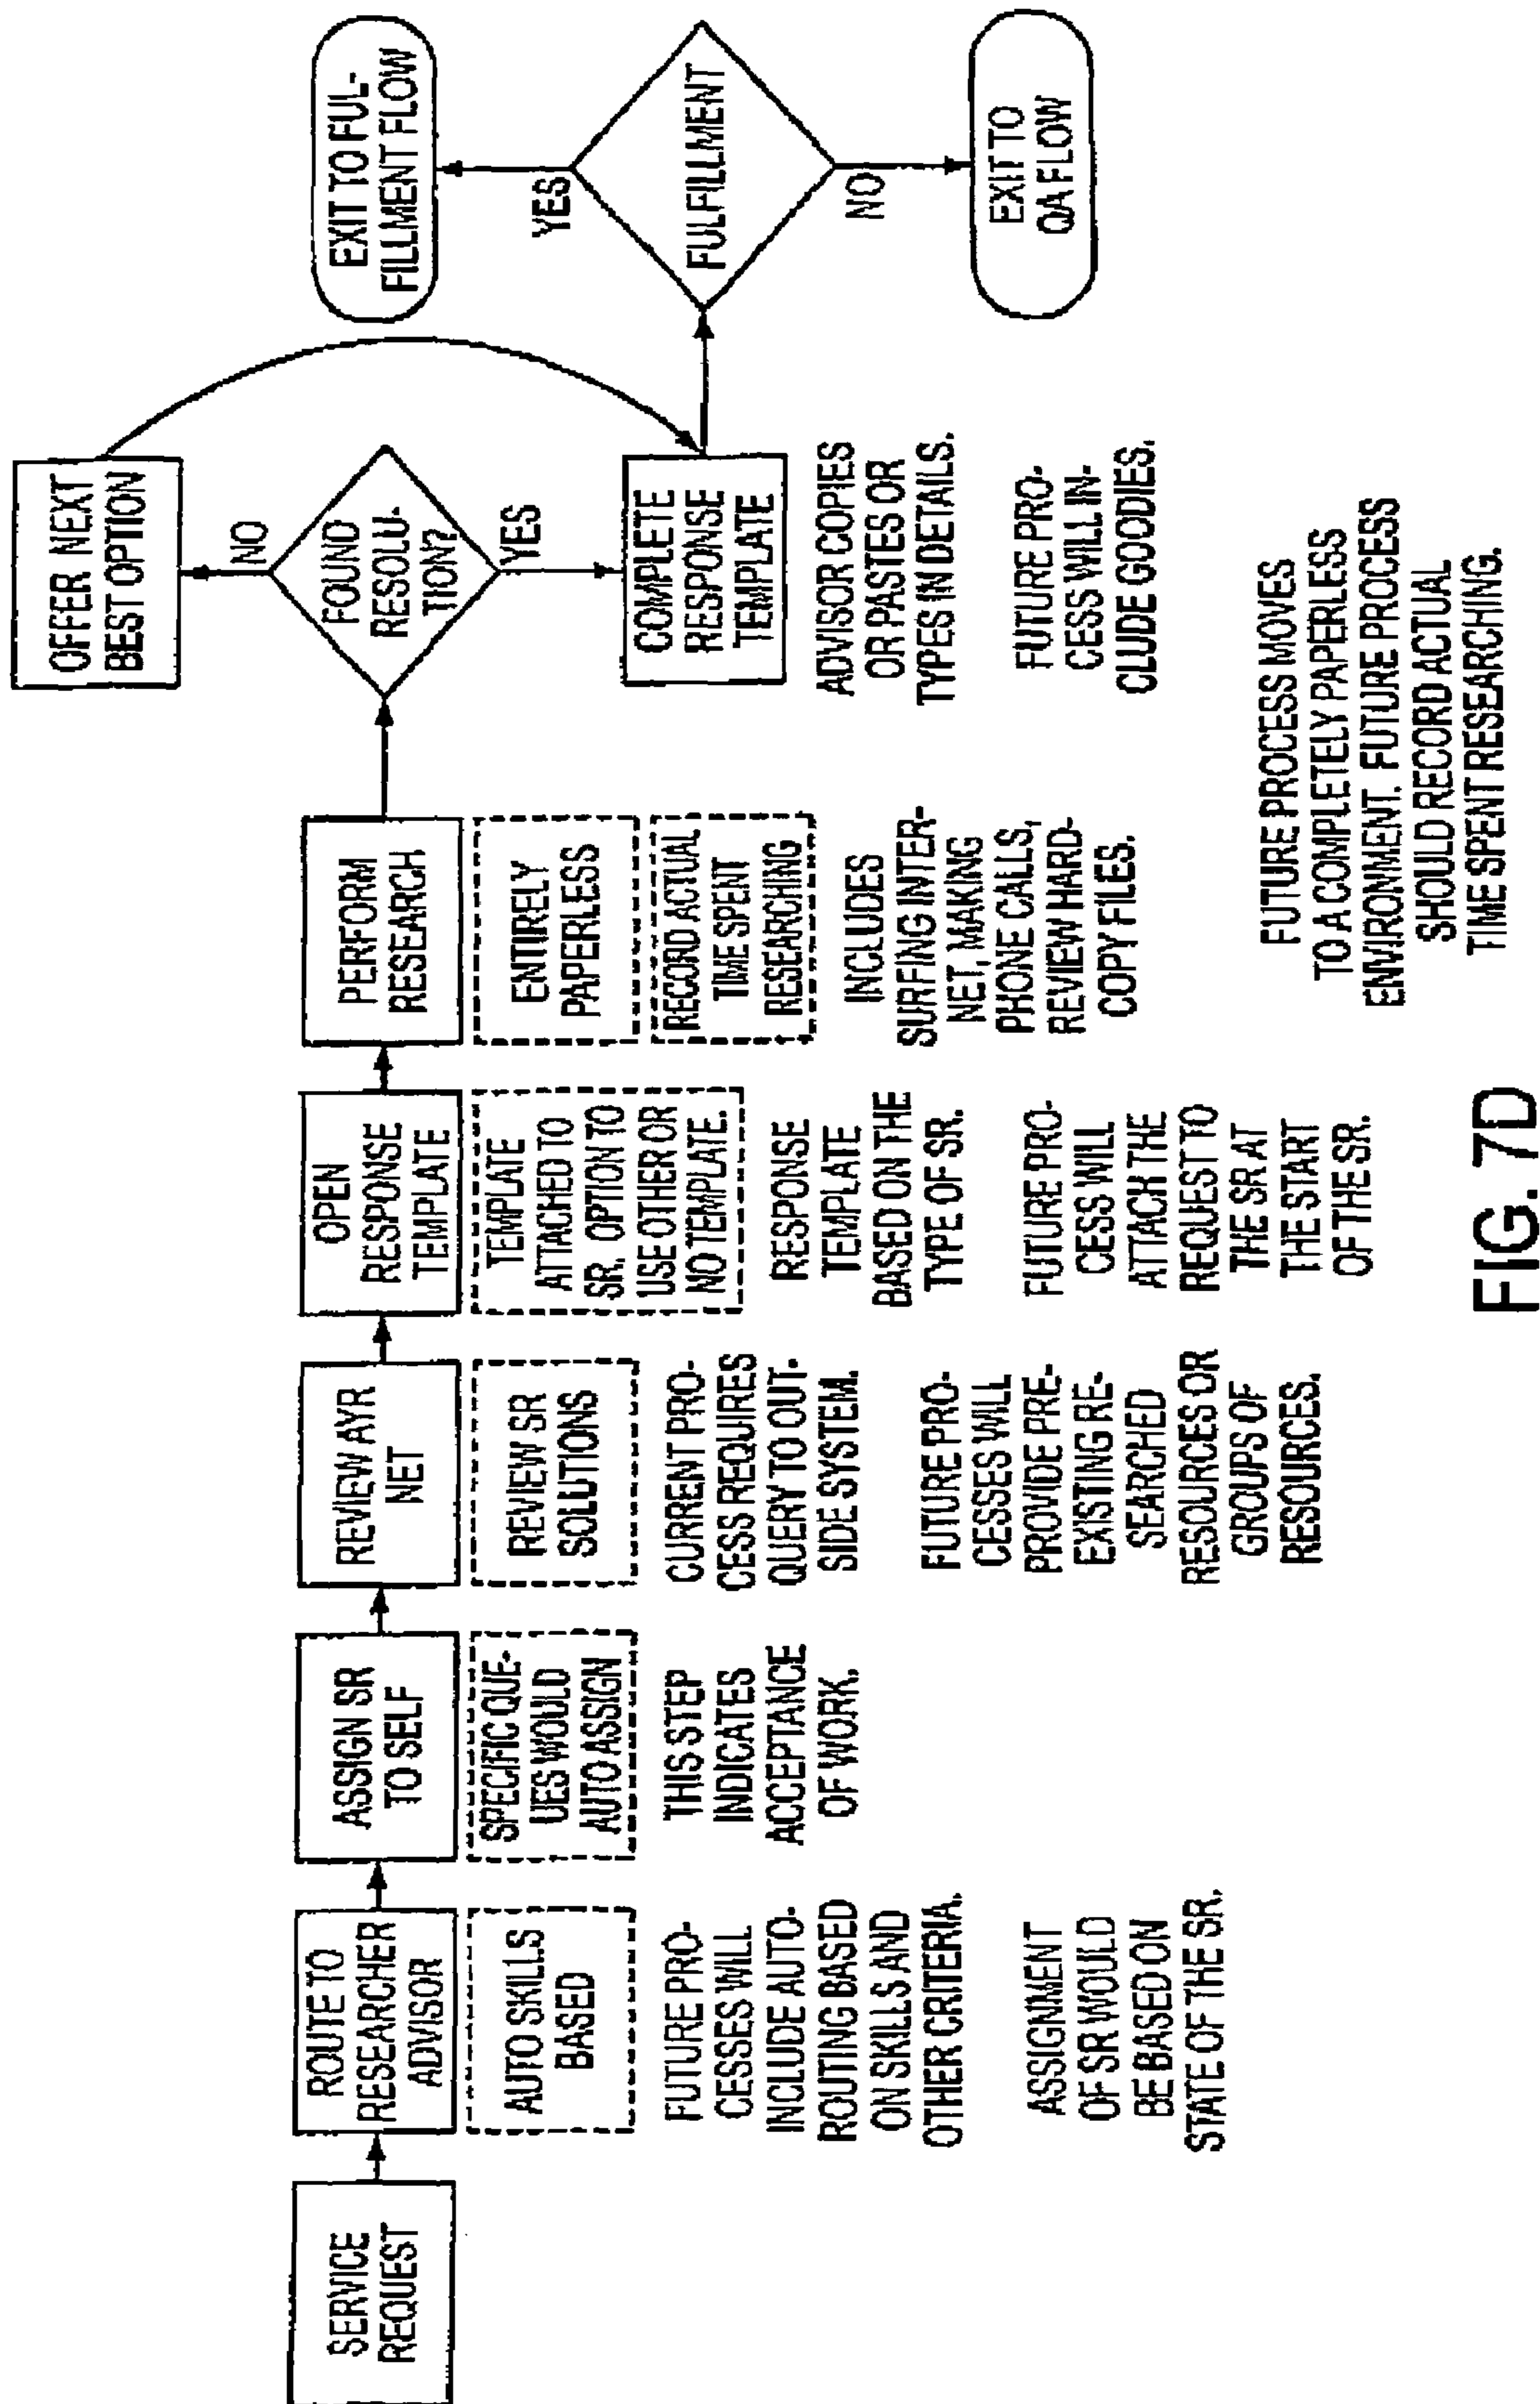 SERVICE
REQUEST
ROUTE TO
RESEARCHER
ADVISOR
AUTO SKILLS
BASED
FUTURE PRO-
CESSES WILL
INCLUDE AUTO-
ROUTING BASED
ON SKILLS AND
OTHER CRITERIA.
ASSIGNMENT
OF SR WOULD
BE BASED ON
STATE OF THE SR.
ASSIGN SR
TO SELF
SPECIFIC QUE-
UES WOULD
AUTO ASSIGN
THIS STEP
INDICATES
ACCEPTANCE
OF WORK.
REVIEW AYR
NET
REVIEW SR
SOLUTIONS
CURRENT PRO-
CESS REQUIRES
QUERY TO OUT-
SIDE SYSTEM.
FUTURE PRO-
CESSES WILL
PROVIDE PRE-
EXISTING RE-
SEARCHED
RESOURCES OR
GROUPS OF
RESOURCES.
OPEN
RESPONSE
TEMPLATE
TEMPLATE
ATTACHED TO
SR. OPTION TO
USE OTHER OR
NO TEMPLATE.
RESPONSE
TEMPLATE
BASED ON THE
TYPE OF SR.
FUTURE PRO-
CESS WILL
ATTACH THE
REQUEST TO
THE SR AT
THE START
OF THE SR.
PERFORM
RESEARCH
ENTIRELY
PAPERLESS
RECORD ACTUAL
TIME SPENT
RESEARCHING
INCLUDES
SURFING INTER-
NET, MAKING
PHONE CALLS,
REVIEW HARD-
COPY FILES.
FUTURE PROCESS MOVES
TO A COMPLETELY PAPERLESS
ENVIRONMENT. FUTURE PROCESS
SHOULD RECORD ACTUAL
TIME SPENT RESEARCHING.
OFFER NEXT
BEST OPTION
NO
FOUND
RESOLU-
TION?
YES
COMPLETE
RESPONSE
TEMPLATE
ADVISOR COPIES
OR PASTES OR
TYPES IN DETAILS.
FUTURE PRO-
CESS WILL IN-
CLUDE GOODIES.
EXIT TO FUL-
FILLMENT FLOW
YES
FULFILLMENT
NO
EXIT TO
QA FLOW
FIG. 7D